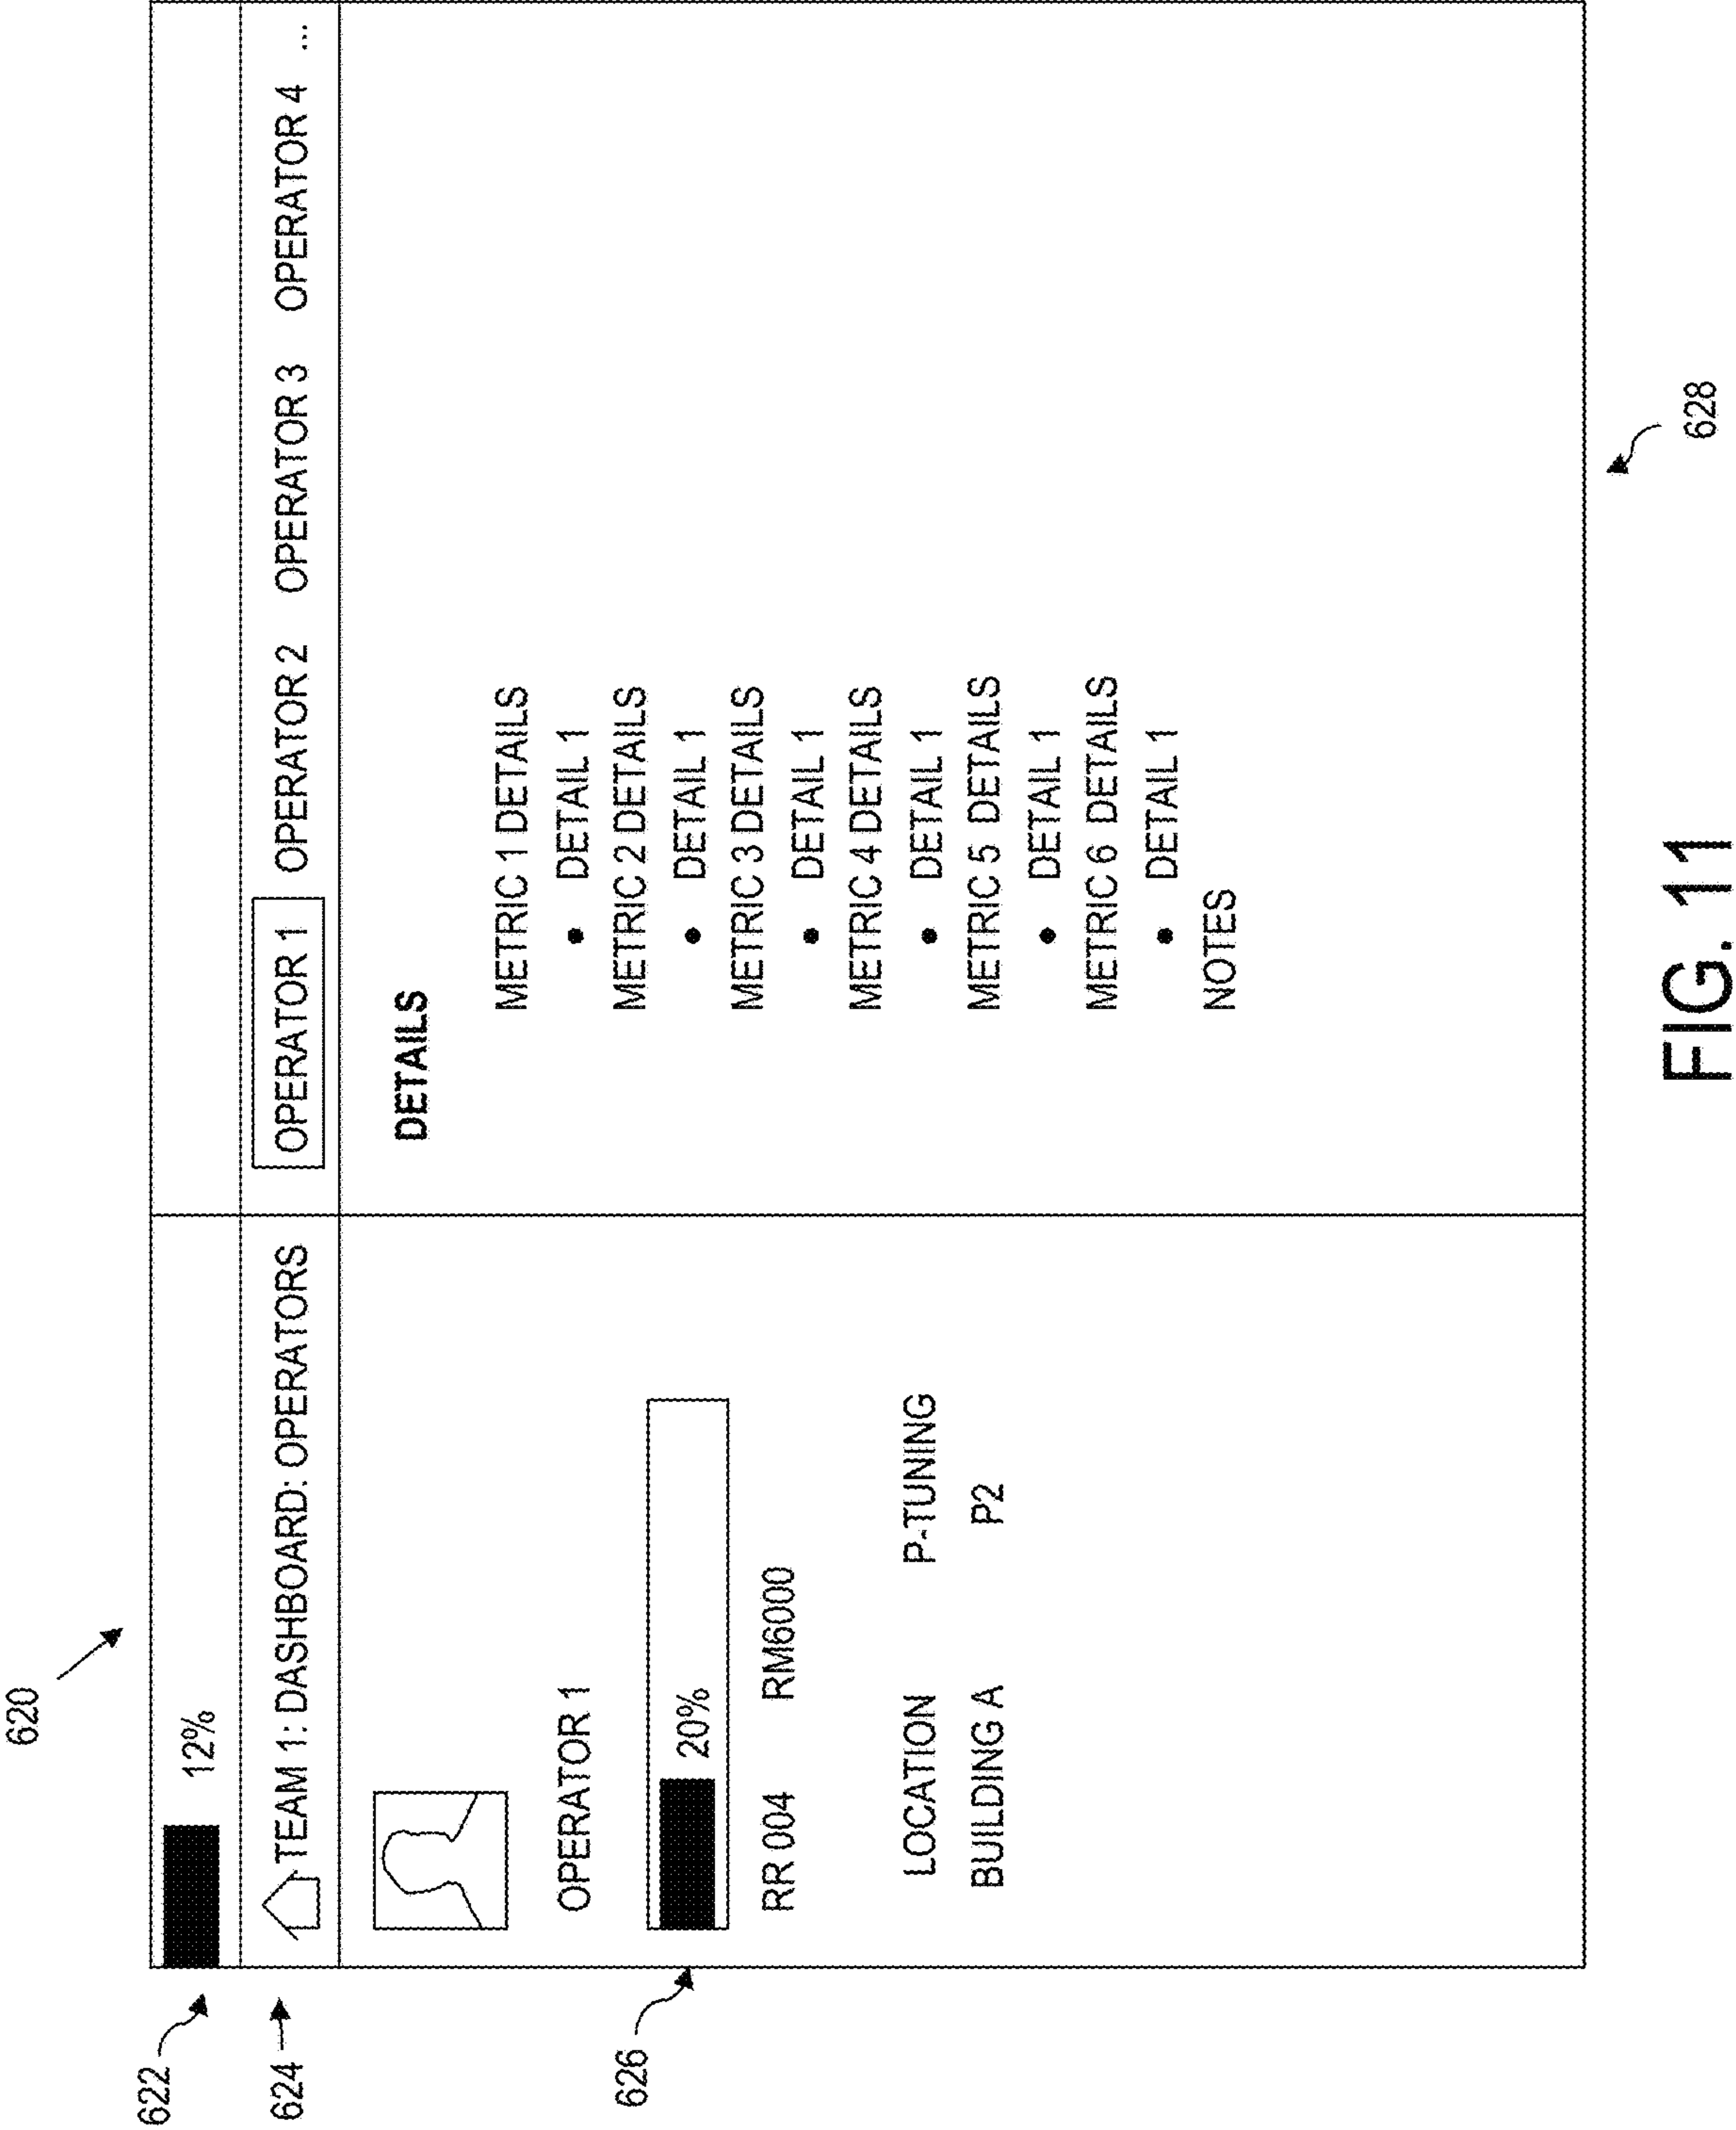 620
622
12%
624
TEAM 1: DASHBOARD: OPERATORS
OPERATOR 1 OPERATOR 2 OPERATOR 3 OPERATOR 4 ...
OPERATOR 1
626
20%
RR 004 RM6000
LOCATION P-TUNING
BUILDING A P2
DETAILS
METRIC 1 DETAILS
• DETAIL 1
METRIC 2 DETAILS
• DETAIL 1
METRIC 3 DETAILS
• DETAIL 1
METRIC 4 DETAILS
• DETAIL 1
METRIC 5 DETAILS
• DETAIL 1
METRIC 6 DETAILS
• DETAIL 1
NOTES
628
FIG. 11